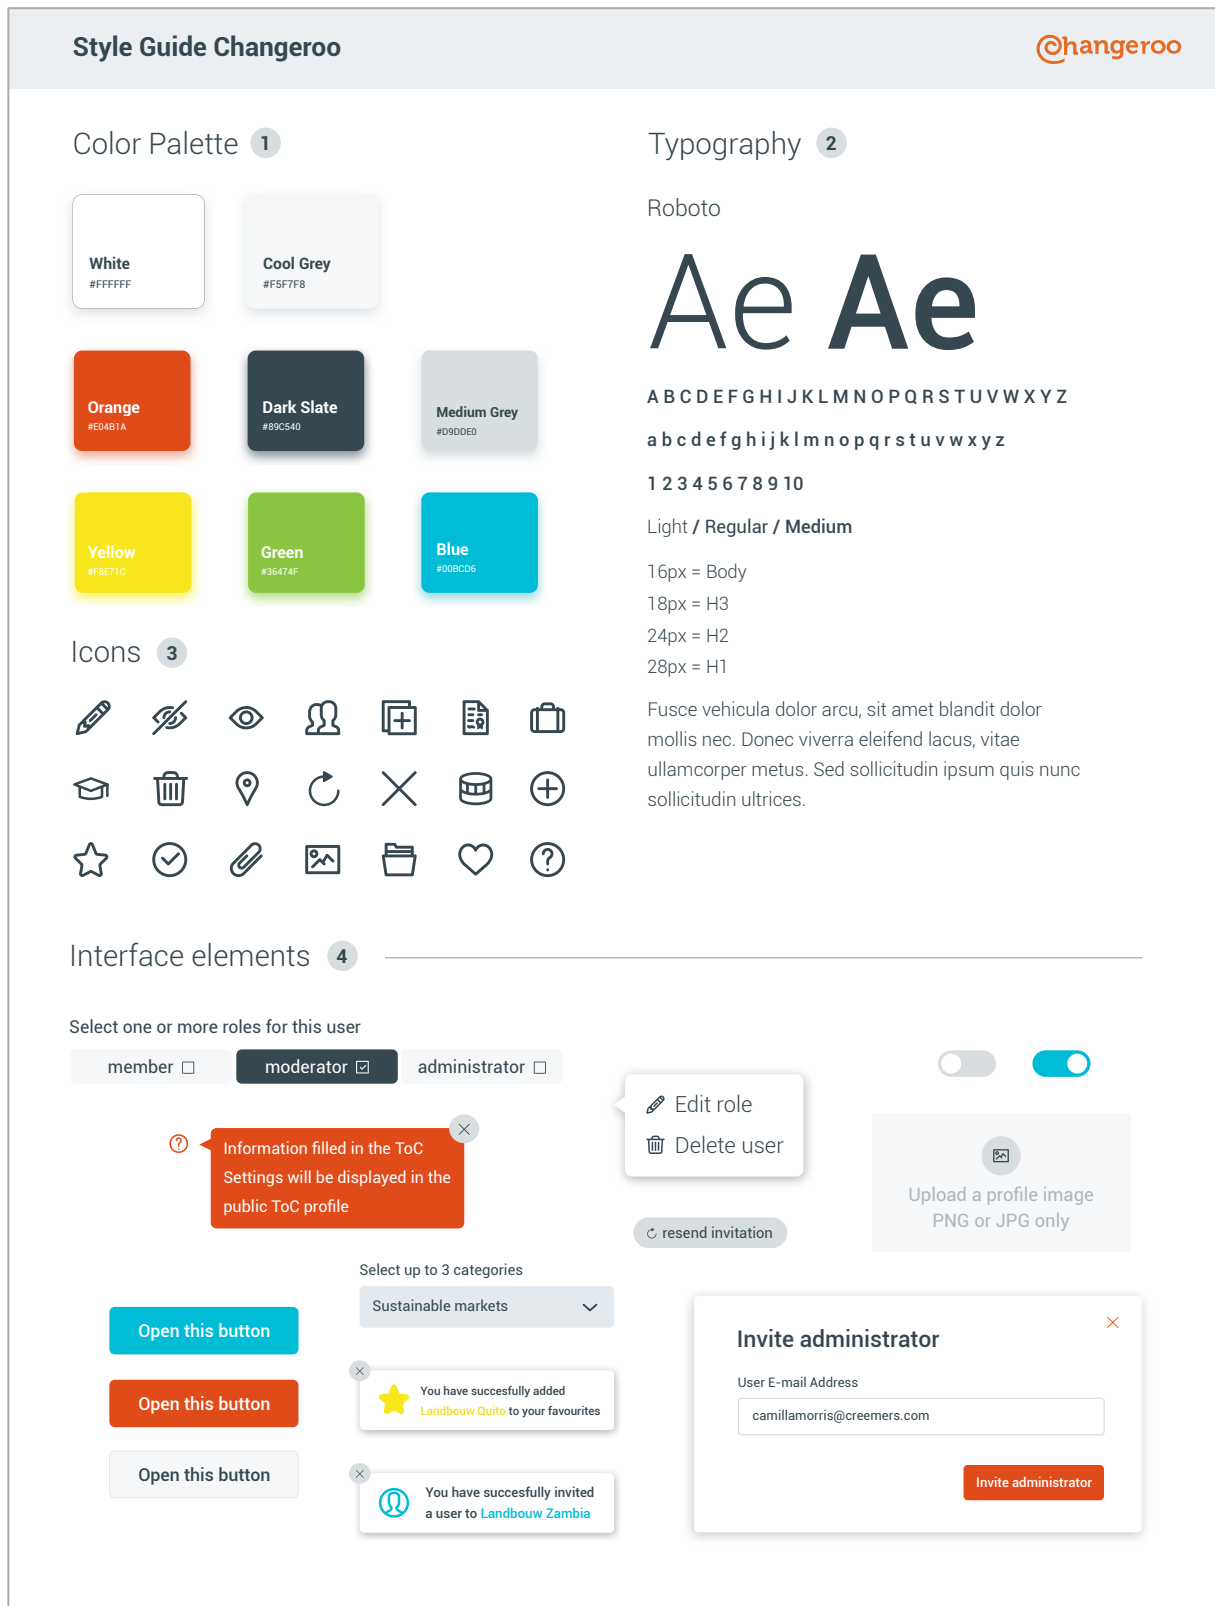 Style Guide Changeroo
Changeroo
Color Palette 1
White
#FFFFFF
Cool Grey
#F5F7F8
Orange
#E04B1A
Dark Slate
#89C540
Medium Grey
#D9DDE0
Yellow
#F8E71C
Green
#36474F
Blue
#00BCD6
Typography 2
Roboto
Ae Ae
A B C D E F G H I J K L M N O P Q R S T U V W X Y Z
a b c d e f g h i j k l m n o p q r s t u v w x y z
1 2 3 4 5 6 7 8 9 10
Light / Regular / Medium
16px = Body
18px = H3
24px = H2
28px = H1
Fusce vehicula dolor arcu, sit amet blandit dolor
mollis nec. Donec viverra eleifend lacus, vitae
ullamcorper metus. Sed sollicitudin ipsum quis nunc
sollicitudin ultrices.
Icons 3
Interface elements 4
Select one or more roles for this user
member
moderator
administrator
Edit role
Delete user
Information filled in the ToC
Settings will be displayed in the
public ToC profile
resend invitation
Upload a profile image
PNG or JPG only
Select up to 3 categories
Sustainable markets
Open this button
Open this button
Open this button
You have succesfully added
Landbouw Quito to your favourites
You have succesfully invited
a user to Landbouw Zambia
Invite administrator
User E-mail Address
camillamorris@creemers.com
Invite administrator